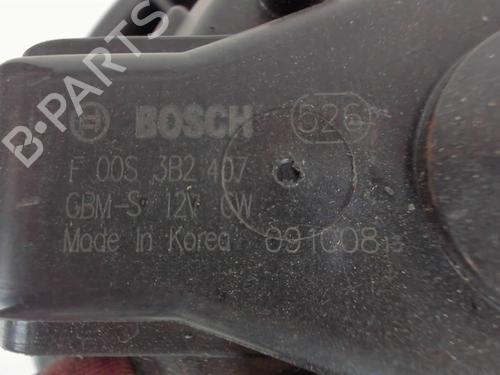 BOSCH 626
F 00S 3B2 407
GBM-S 12V CW
Made In Korea 091008
B-PARTS